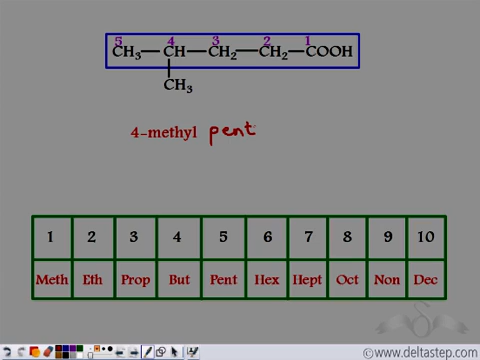 5 4 3 2 1
CH3—CH—CH2—CH2—COOH
CH3
4-methyl pent
1 2 3 4 5 6 7 8 9 10
Meth Eth Prop But Pent Hex Hept Oct Non Dec
©www.deltastep.com